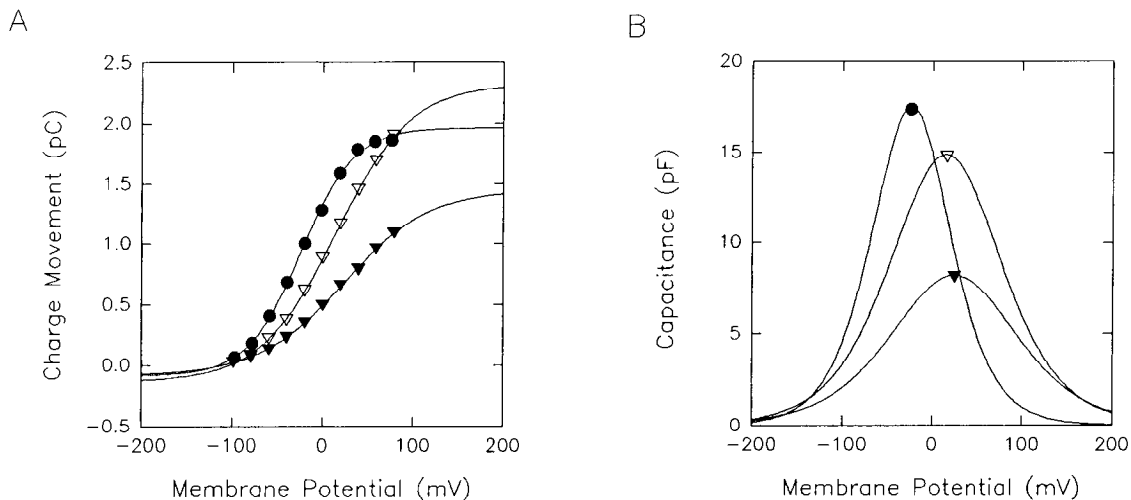 A
Charge Movement (pC)
2.5
2.0
1.5
1.0
0.5
0.0
−0.5
−200 −100 0 100 200
Membrane Potential (mV)
B
Capacitance (pF)
20
15
10
5
0
−200 −100 0 100 200
Membrane Potential (mV)